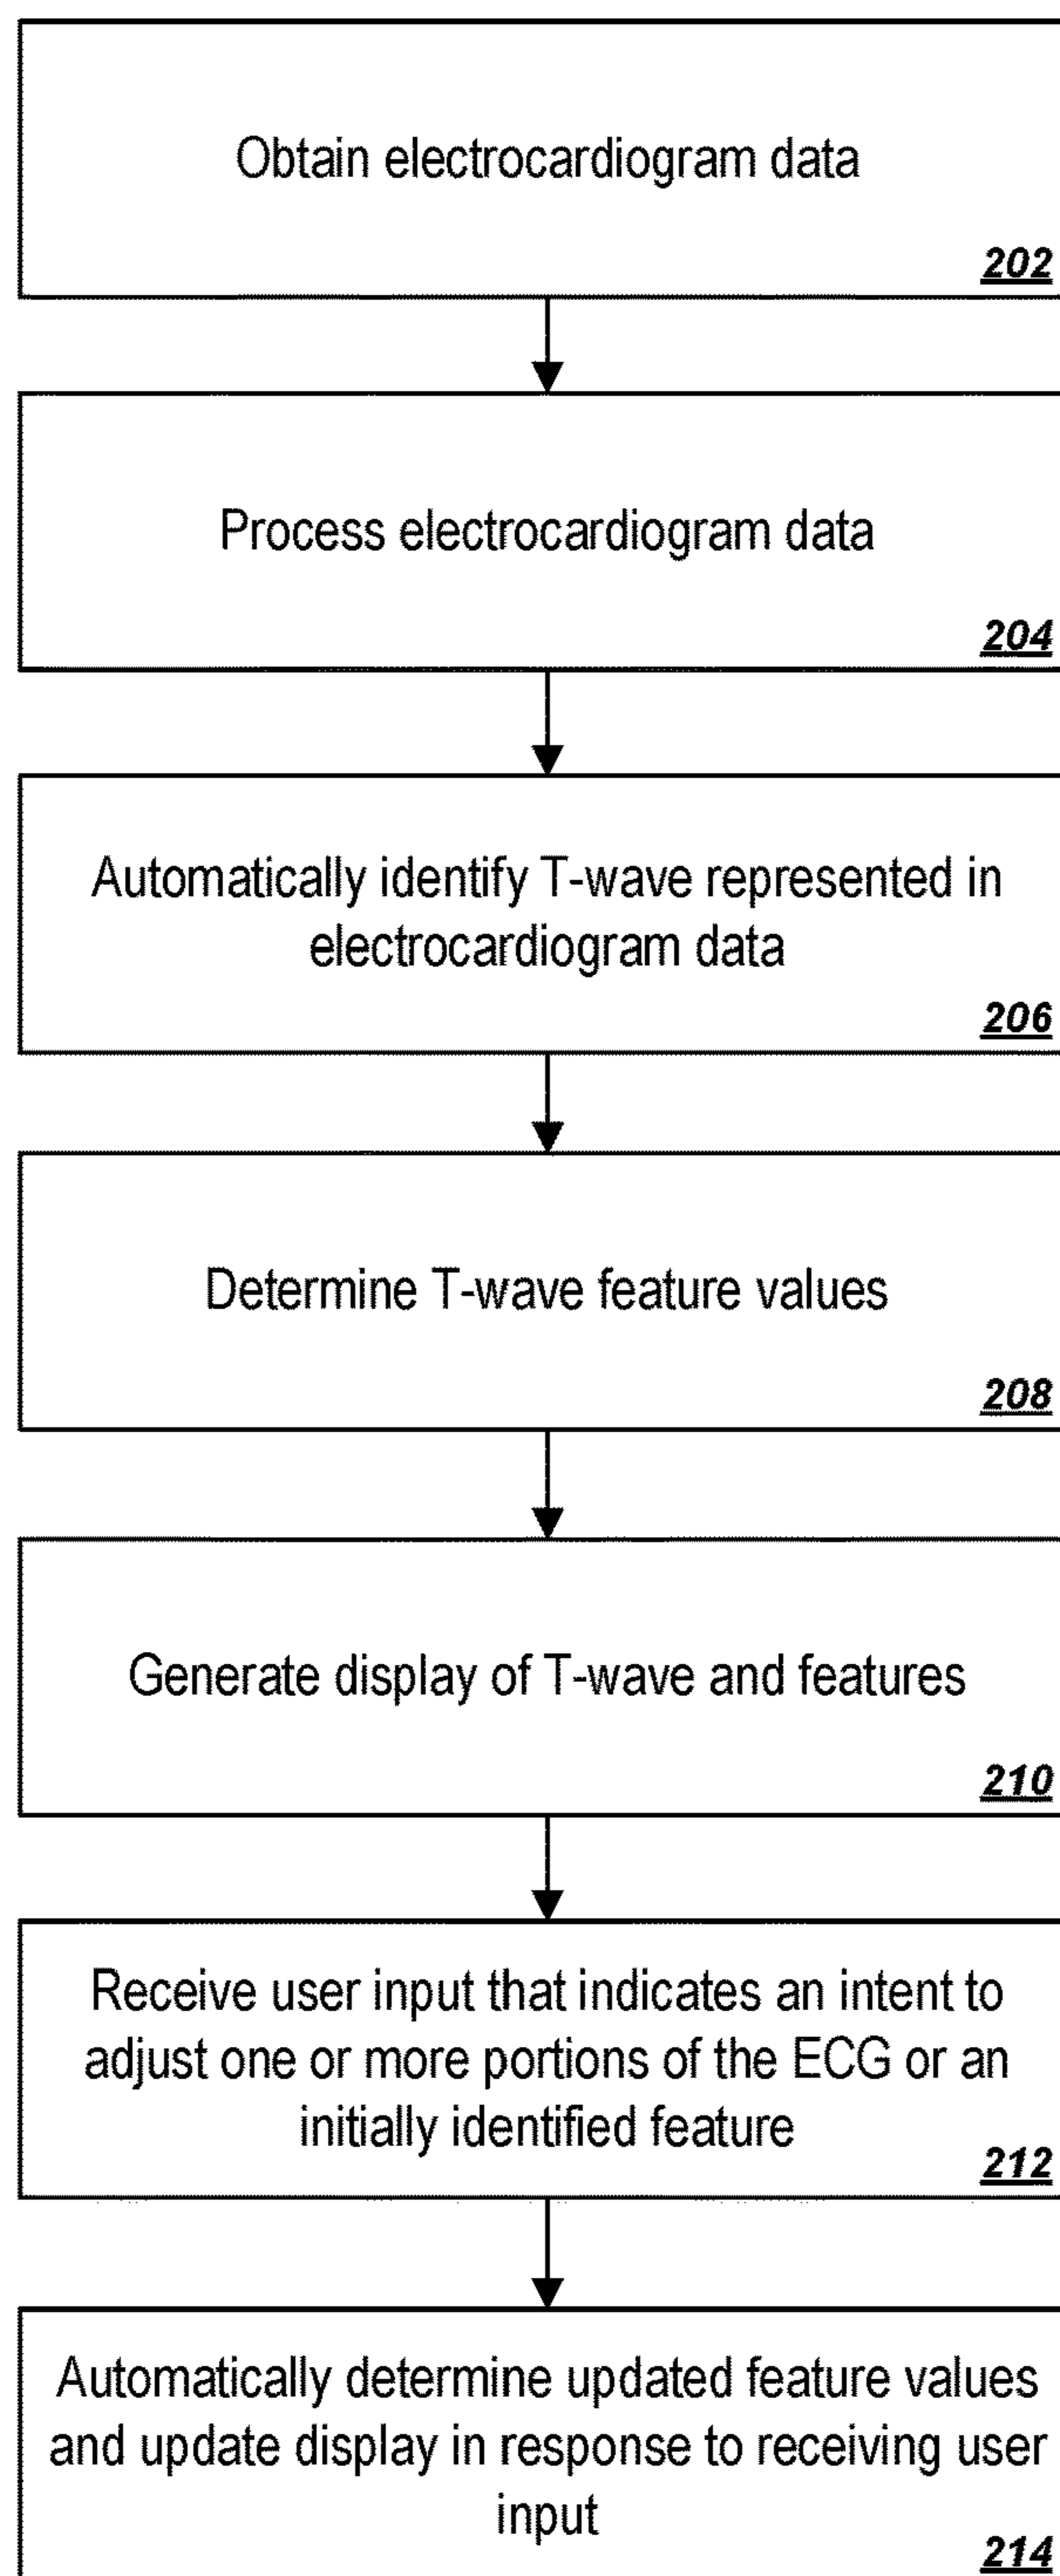 Obtain electrocardiogram data
202
Process electrocardiogram data
204
Automatically identify T-wave represented in
electrocardiogram data
206
Determine T-wave feature values
208
Generate display of T-wave and features
210
Receive user input that indicates an intent to
adjust one or more portions of the ECG or an
initially identified feature
212
Automatically determine updated feature values
and update display in response to receiving user
input
214